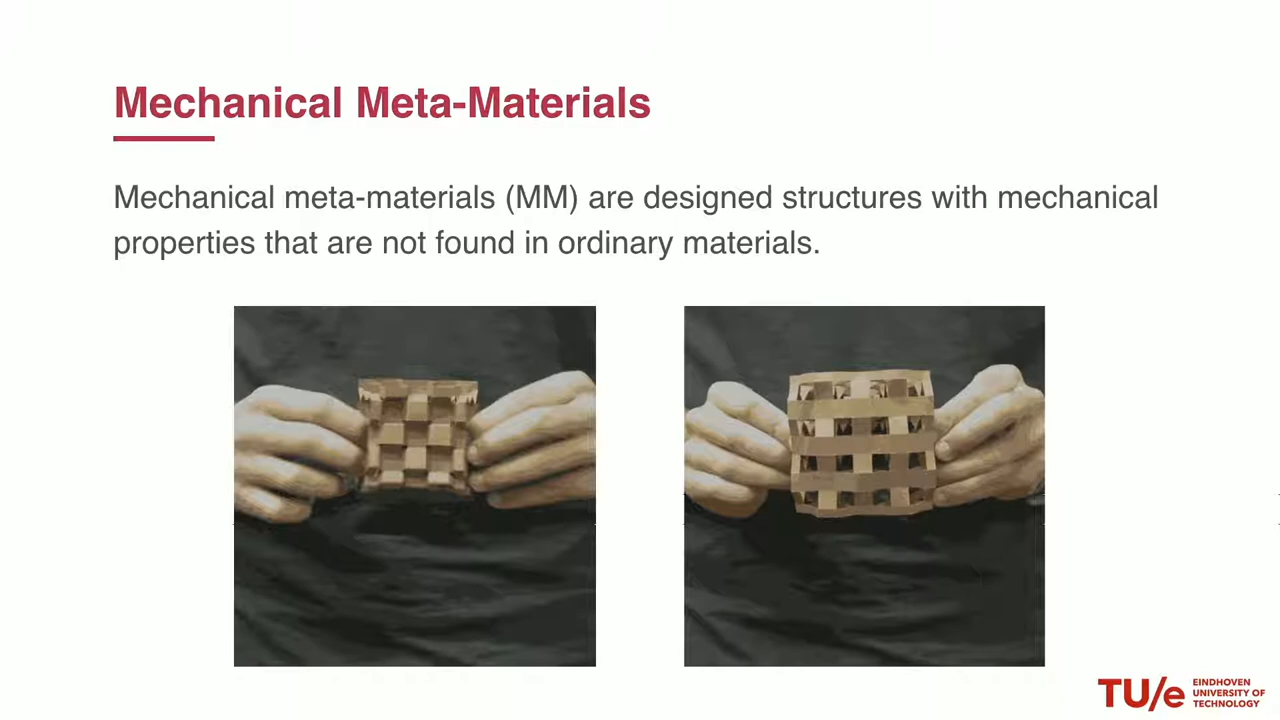 Mechanical Meta-Materials
Mechanical meta-materials (MM) are designed structures with mechanical
properties that are not found in ordinary materials.
TU/e
EINDHOVEN
UNIVERSITY OF
TECHNOLOGY